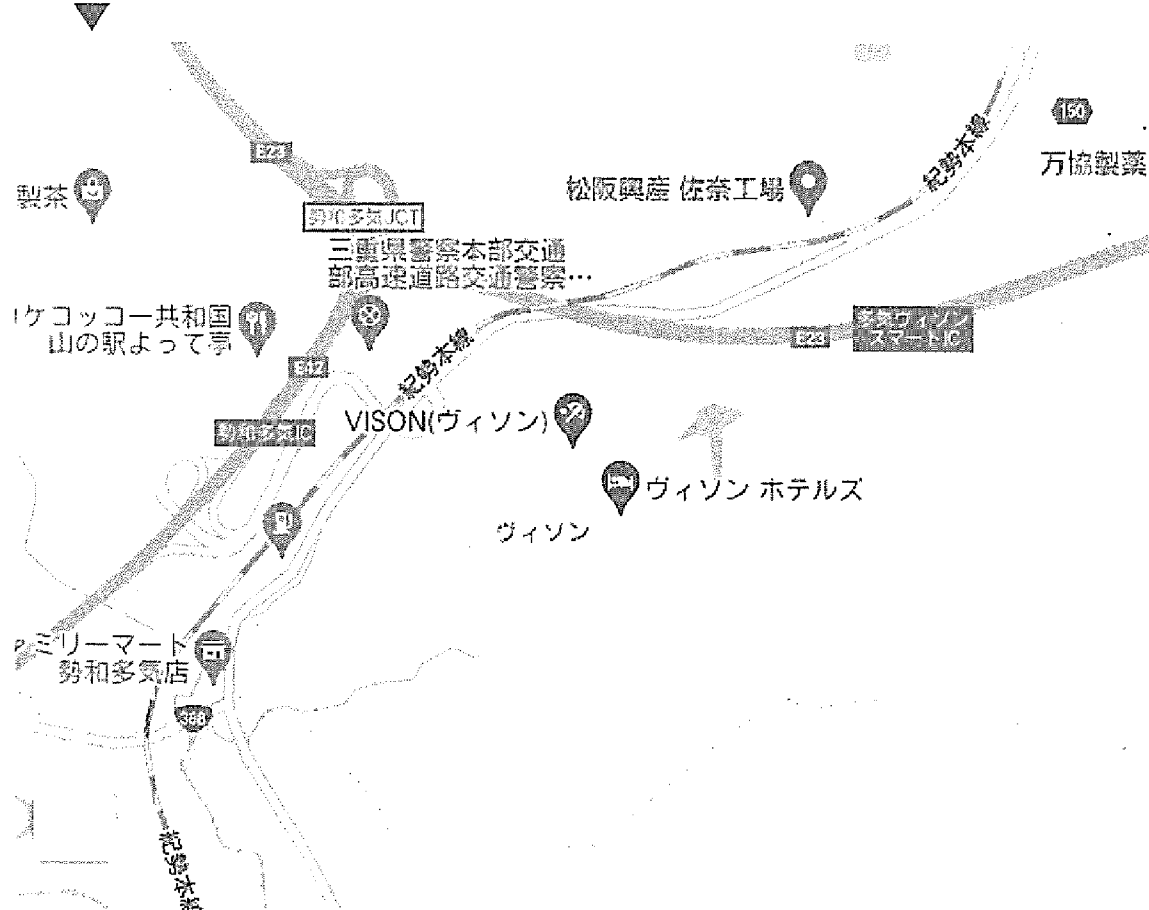 E23
150
紀勢本線
万協製薬
製茶
松阪興産 佐奈工場
勢和多気JCT
三重県警察本部交通
部高速道路交通警察…
ケコッコー共和国
山の駅よって亭
多気ヴィソン
スマートIC
E23
E42
紀勢本線
VISON(ヴィソン)
勢和多気IC
ヴィソン ホテルズ
ヴィソン
ミリーマート
勢和多気店
368
紀勢本線